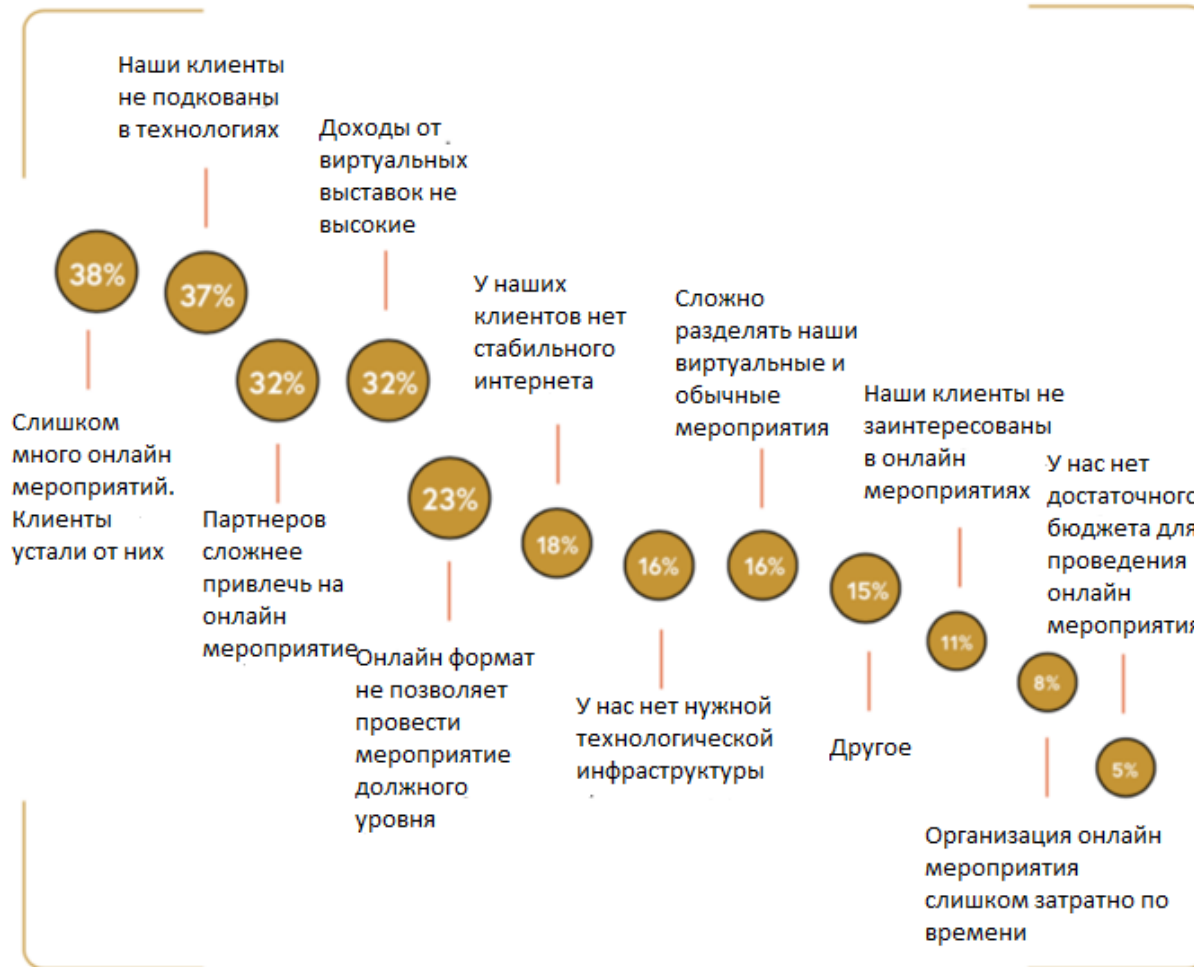 Наши клиенты
не подкованы
в технологиях
Доходы от
виртуальных
выставок не
высокие
38%
37%
32%
32%
У наших
клиентов нет
стабильного
интернета
Сложно
разделять наши
виртуальные и
обычные
мероприятия
Наши клиенты не
заинтересованы
в онлайн
мероприятиях
У нас нет
достаточного
бюджета для
проведения
онлайн
мероприятия
Слишком
много онлайн
мероприятий.
Клиенты
устали от них
Партнеров
сложнее
привлечь на
онлайн
мероприятие
23%
18%
16%
16%
15%
11%
8%
5%
Онлайн формат
не позволяет
провести
мероприятие
должного
уровня
У нас нет нужной
технологической
инфраструктуры
Другое
Организация онлайн
мероприятия
слишком затратно по
времени